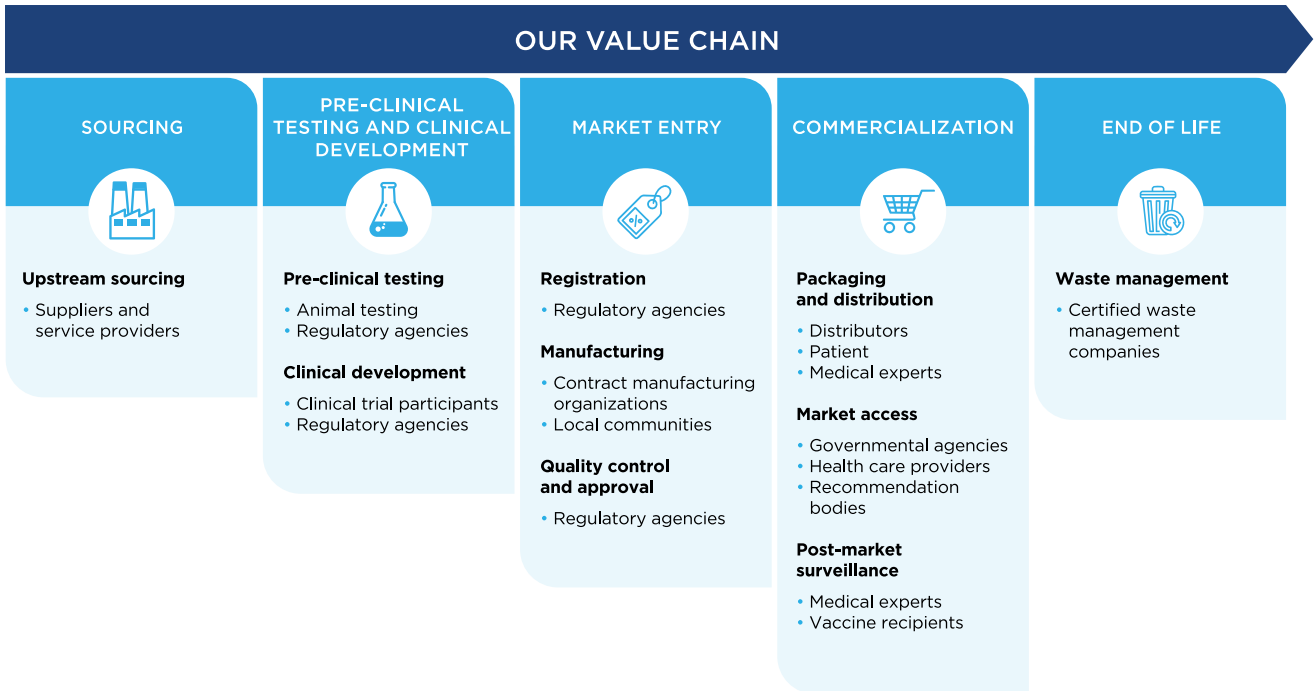 OUR VALUE CHAIN
SOURCING
Upstream sourcing
• Suppliers and
service providers
PRE-CLINICAL
TESTING AND CLINICAL
DEVELOPMENT
Pre-clinical testing
• Animal testing
• Regulatory agencies
Clinical development
• Clinical trial participants
• Regulatory agencies
MARKET ENTRY
%
Registration
• Regulatory agencies
Manufacturing
• Contract manufacturing
organizations
• Local communities
Quality control
and approval
• Regulatory agencies
COMMERCIALIZATION
Packaging
and distribution
• Distributors
• Patient
• Medical experts
Market access
• Governmental agencies
• Health care providers
• Recommendation
bodies
Post-market
surveillance
• Medical experts
• Vaccine recipients
END OF LIFE
Waste management
• Certified waste
management
companies